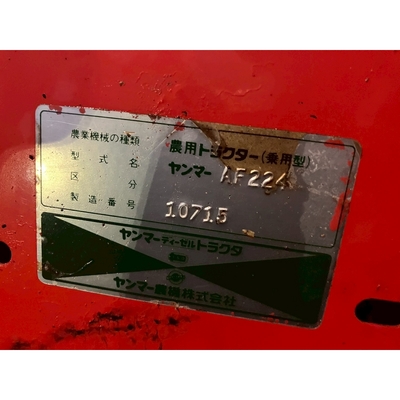 農業機械の種類 農用トラクター(乗用型)
型式名 ヤンマー AF224
区分
製造番号 10715
ヤンマーディーゼルトラクタ
ヤンマー農機株式会社